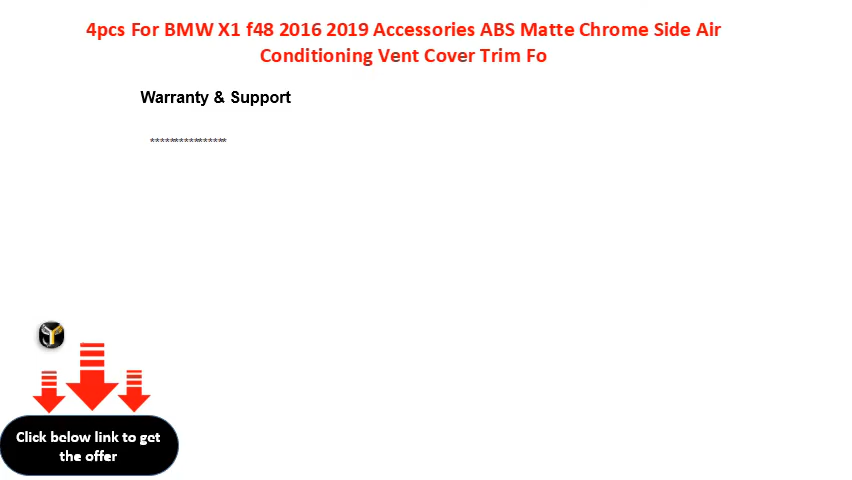 4pcs For BMW X1 f48 2016 2019 Accessories ABS Matte Chrome Side Air
Conditioning Vent Cover Trim Fo
Warranty & Support
****************
Click below link to get
the offer